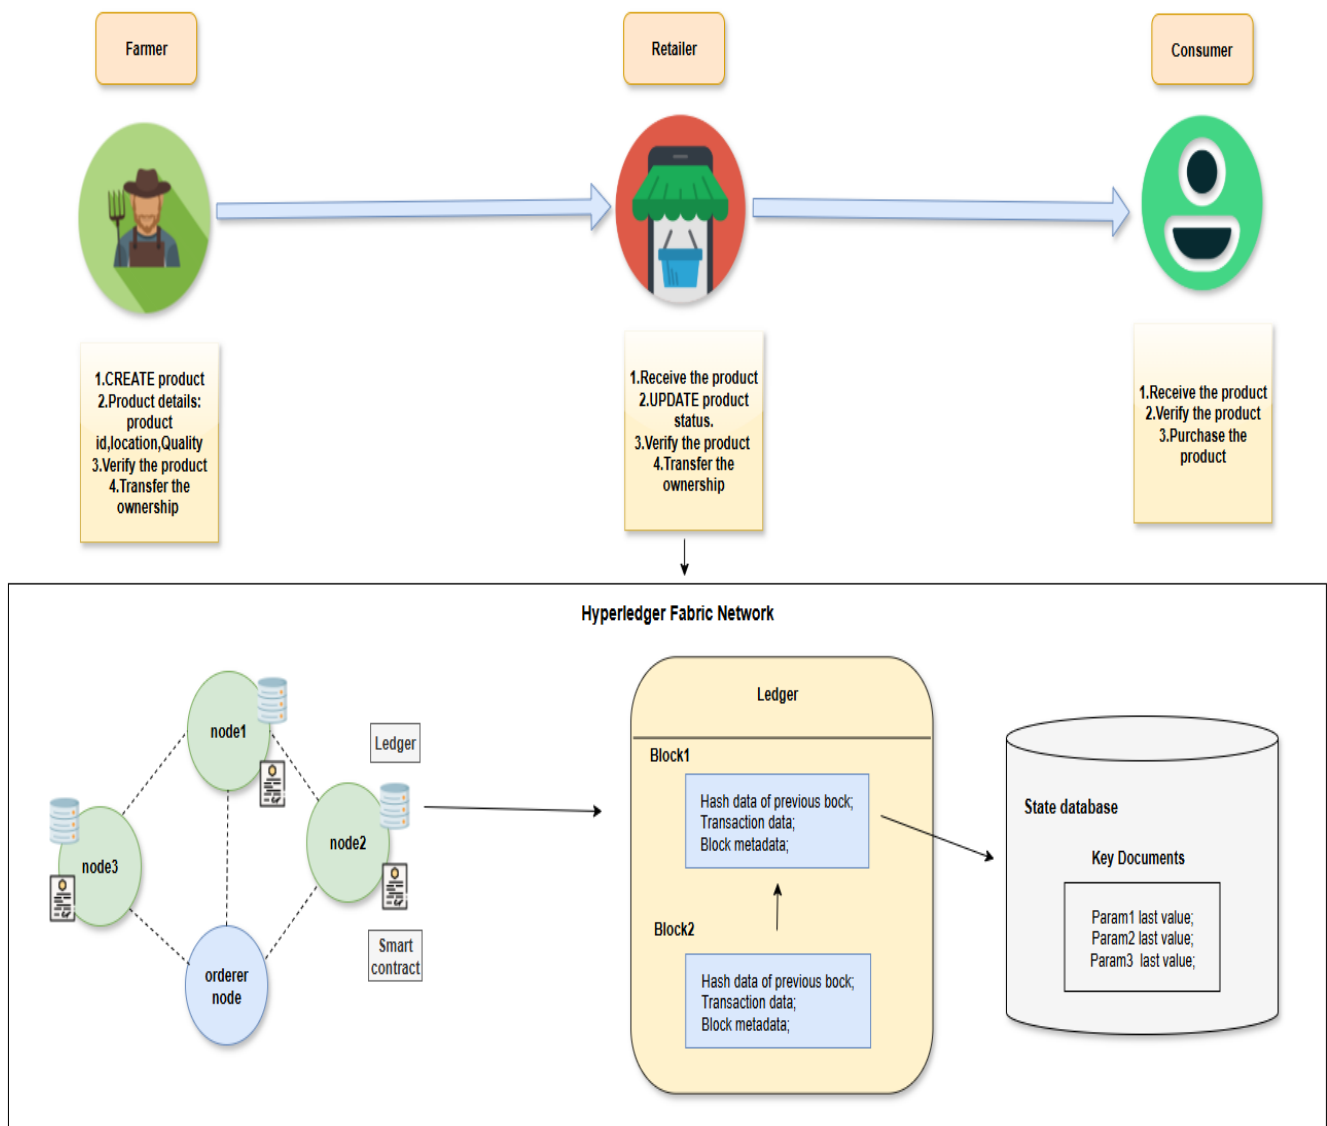 Farmer
Retailer
Consumer
1.CREATE product
2.Product details:
product
id,location,Quality
3.Verify the product
4.Transfer the
ownership
1.Receive the product
2.UPDATE product
status.
3.Verify the product
4.Transfer the
ownership
1.Receive the product
2.Verify the product
3.Purchase the
product
Hyperledger Fabric Network
node1
Ledger
node2
node3
Smart
contract
orderer
node
Ledger
Block1
Hash data of previous bock;
Transaction data;
Block metadata;
Block2
Hash data of previous bock;
Transaction data;
Block metadata;
State database
Key Documents
Param1 last value;
Param2 last value;
Param3 last value;